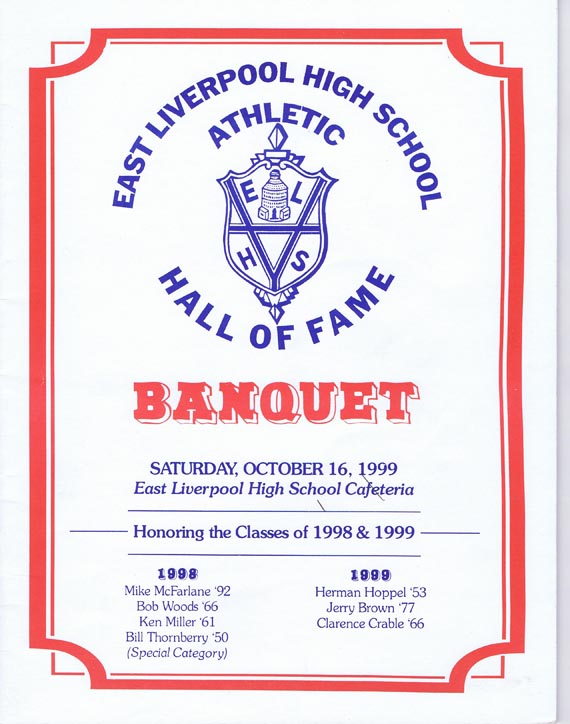 EAST LIVERPOOL HIGH SCHOOL
ATHLETIC
E L
H S
HALL OF FAME
BANQUET
SATURDAY, OCTOBER 16, 1999
East Liverpool High School Cafeteria
Honoring the Classes of 1998 & 1999
1998
Mike McFarlane '92
Bob Woods '66
Ken Miller '61
Bill Thornberry '50
(Special Category)
1999
Herman Hoppel '53
Jerry Brown '77
Clarence Crable '66